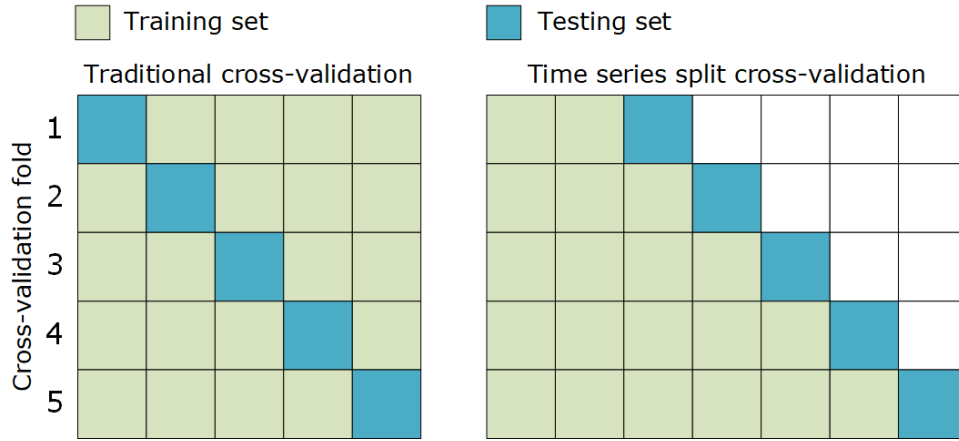 Training set
Testing set
Traditional cross-validation
Time series split cross-validation
Cross-validation fold
1
2
3
4
5